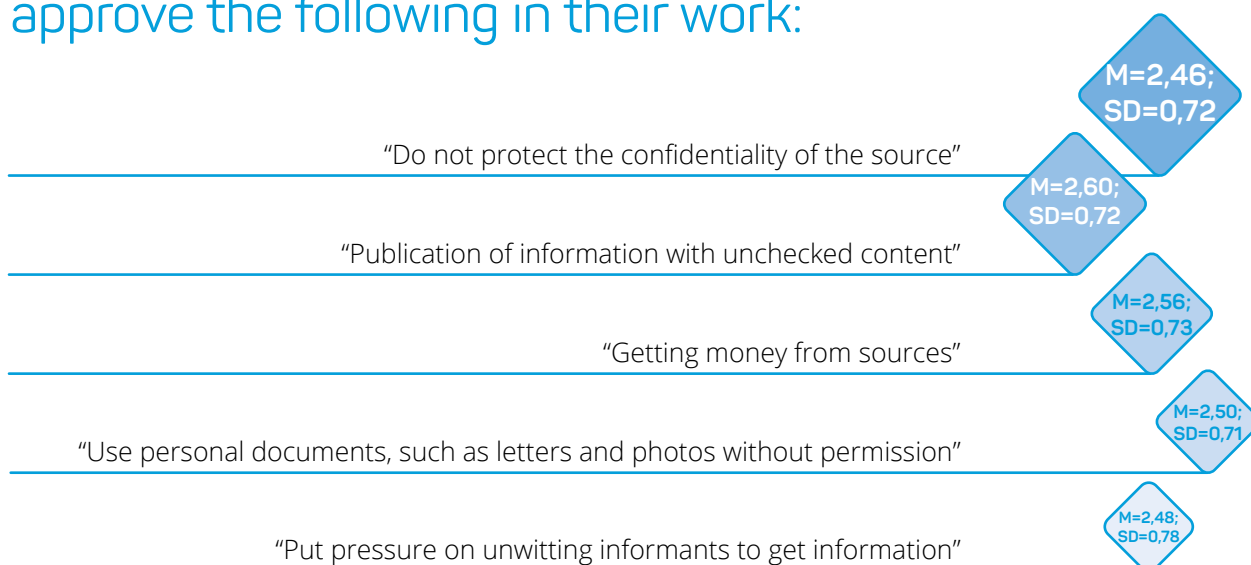 approve the following in their work:
M=2,46;
SD=0,72
“Do not protect the confidentiality of the source”
M=2,60;
SD=0,72
“Publication of information with unchecked content”
M=2,56;
SD=0,73
“Getting money from sources”
M=2,50;
SD=0,71
“Use personal documents, such as letters and photos without permission”
M=2,48;
SD=0,78
“Put pressure on unwitting informants to get information”